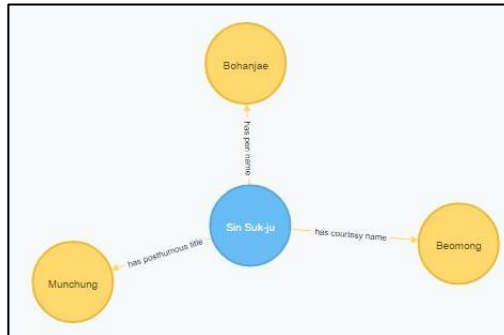 Bohanjae
has pen name
Sin Suk-ju
has courtesy name
Beomong
has posthumous title
Munchung